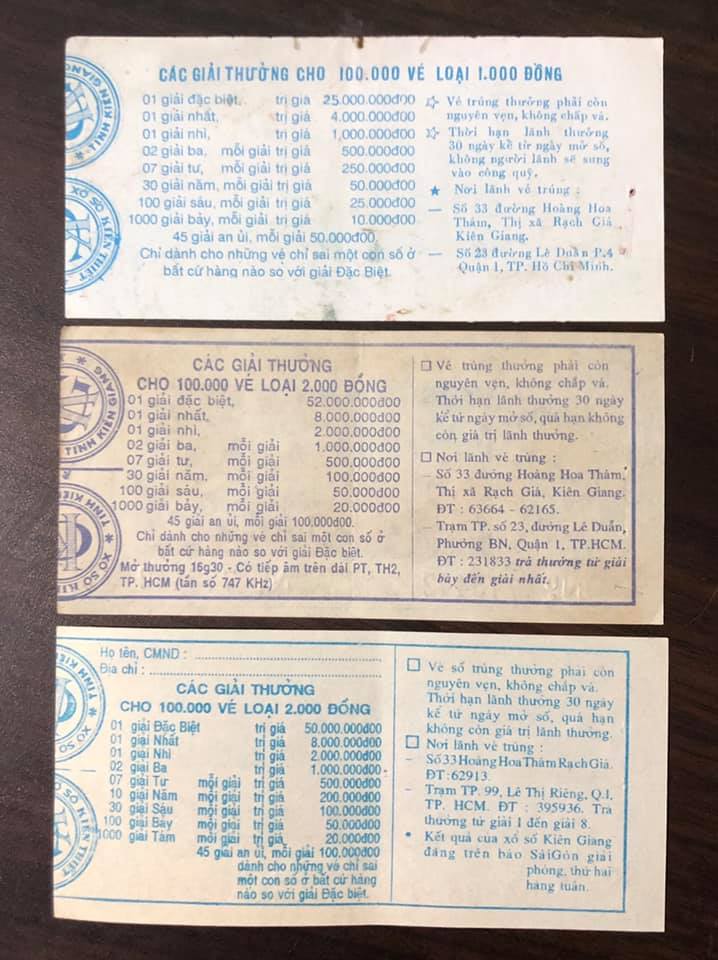 TỈNH KIÊN GIANG
XỔ SỐ KIẾN THIẾT
CÁC GIẢI THƯỞNG CHO 100.000 VÉ LOẠI 1.000 ĐỒNG
01 giải đặc biệt, trị giá 25.000.000đ00
01 giải nhất, trị giá 4.000.000đ00
01 giải nhì, trị giá 1,000.000đ00
02 giải ba, mỗi giải trị giá 500.000đ00
07 giải tư, mỗi giải trị giá 250.000đ00
30 giải năm, mỗi giải trị giá 50.000đ00
100 giải sáu, mỗi giải trị giá 25.000đ00
1000 giải bảy, mỗi giải trị giá 10.000đ00
45 giải an ủi, mỗi giải 50.000đ00.
Chỉ dành cho những vé chỉ sai một con số ở
bất cứ hàng nào so với giải Đặc Biệt.
Vé trúng thưởng phải còn
nguyên vẹn, không chấp vá.
Thời hạn lãnh thưởng
30 ngày kể từ ngày mở số,
không người lãnh sẽ sung
vào công quỹ.
★ Nơi lãnh vé trúng :
— Số 33 đường Hoàng Hoa
Thám, Thị xã Rạch Giá
Kiên Giang.
— Số 23 đường Lê Duẩn P.4
Quận 1, TP. Hồ Chí Minh.
TỈNH KIÊN GIANG
TỈNH KIÊN
XỔ SỐ KIẾN
CÁC GIẢI THƯỞNG
CHO 100.000 VÉ LOẠI 2.000 ĐỒNG
01 giải đặc biệt, 52.000.000đ00
01 giải nhất, 8,000.000đ00
01 giải nhì, 2.000.000đ00
02 giải ba, mỗi giải 1.000.000đ00
07 giải tư, mỗi giải 500.000đ00
30 giải năm, mỗi giải 100,000đ00
100 giải sáu, mỗi giải 50.000đ00
1000 giải bảy, mỗi giải 20.000đ00
45 giải an ủi, mỗi giải 100.000đ00.
Chỉ dành cho những vé chỉ sai một con số ở
bất cứ hàng nào so với giải Đặc biệt.
Mở thưởng 16g30 -.Có tiếp âm trên dài PT, TH2,
TP. HCM (tần số 747 KHz)
□ Vé trúng thưởng phải còn
nguyên vẹn, không chấp vá.
Thời hạn lãnh thưởng 30 ngày
kể từ ngày mở số, quá hạn không
còn giá trị lãnh thưởng.
□ Nơi lãnh vé trúng :
– Số 33 đường Hoàng Hoa Thám,
Thị xã Rạch Giá, Kiên Giang.
ĐT : 63664 - 62165.
– Trạm TP. số 23, đường Lê Duẩn,
Phường BN, Quận 1, TP.HCM.
ĐT : 231833 trả thưởng từ giải
bảy đến giải nhất.
TỈNH KIÊN
XỔ SỐ
XỔ SỐ KIẾN THIẾT
Họ tên, CMND :
Địa chỉ :
CÁC GIẢI THƯỞNG
CHO 100.000 VÉ LOẠI 2.000 ĐỒNG
01 giải Đặc Biệt trị giá 50.000.000đ00
01 giải Nhất trị giá 8.000.000đ00
01 giải Nhì trị giá 2.000.000đ00
02 giải Ba trị giá 1.000.000đ00
07 giải Tư mỗi giải trị giá 500.000đ00
10 giải Năm mỗi giải trị giá 200.000đ00
30 giải Sáu mỗi giải trị giá 100.000đ00
100 giải Bảy mỗi giải trị giá 50.000đ00
1000 giải Tám mỗi giải trị giá 20.000đ00
45 giải an ủi, mỗi giải 100.000đ00
dành cho những vé chỉ sai
một con số ở bất cứ hàng
nào so với giải Đặc biệt.
□ Vé số trúng thưởng phải còn
nguyên vẹn, không chấp vá.
Thời hạn lãnh thưởng 30 ngày
kể từ ngày mở số, quá hạn
không còn giá trị lãnh thưởng.
□ Nơi lãnh vé trúng :
– Số 33 Hoàng Hoa Thám Rạch Giá.
ĐT:62913.
– Trạm TP. 99, Lê Thị Riêng, Q.I,
TP. HCM. ĐT : 395936. Trả
thưởng từ giải 1 đến giải 8.
• Kết quả của xổ số Kiên Giang
đăng trên báo SàiGòn giải
phóng, thứ hai
hàng tuần.